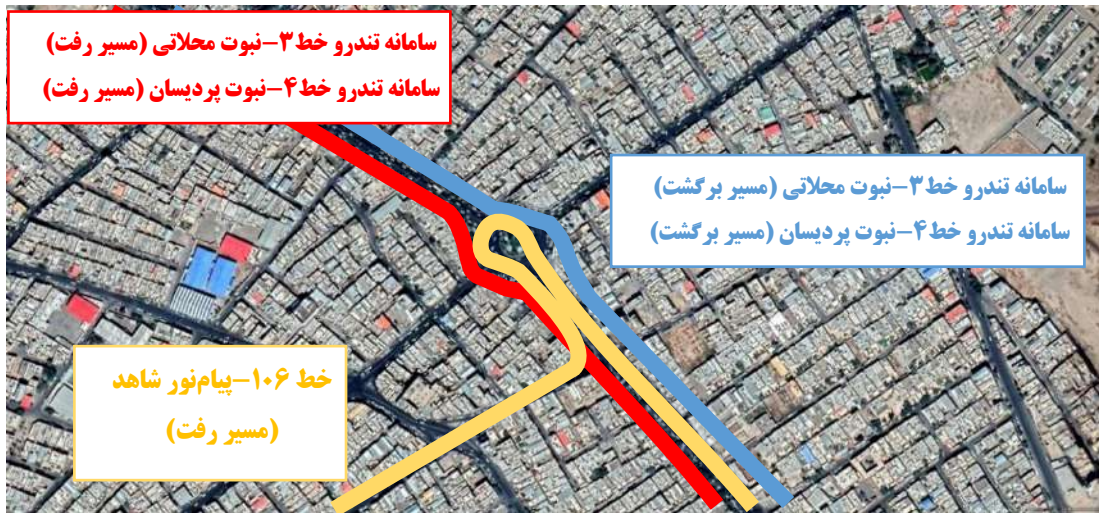 سامانه تندرو خط۳-نبوت محلاتی (مسیر رفت)
سامانه تندرو خط۴-نبوت پردیسان (مسیر رفت)
سامانه تندرو خط۳-نبوت محلاتی (مسیر برگشت)
سامانه تندرو خط۴-نبوت پردیسان (مسیر برگشت)
خط ۱۰۶-پیام‌نور شاهد
(مسیر رفت)